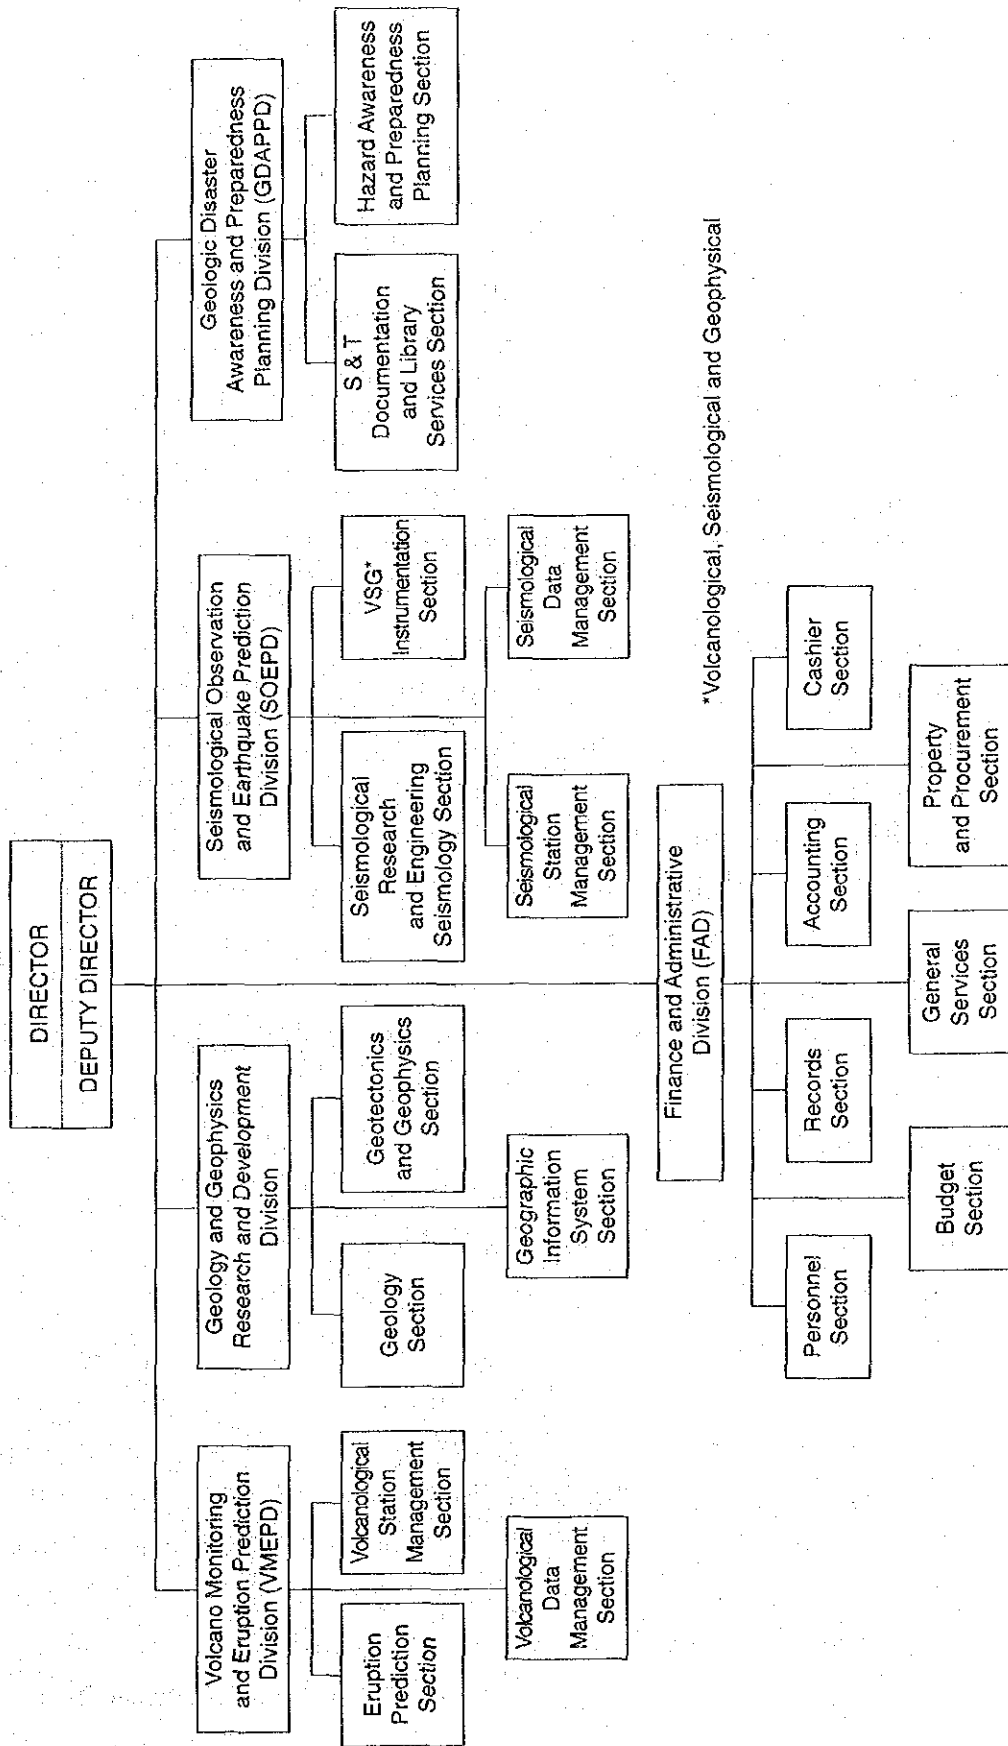 DIRECTOR
DEPUTY DIRECTOR
Volcano Monitoring
and Eruption Prediction
Division (VMEPD)
Eruption
Prediction
Section
Volcanological
Station
Management
Section
Volcanological
Data
Management
Section
Geology and Geophysics
Research and Development
Division
Geology
Section
Geotectonics
and Geophysics
Section
Geographic
Information
System
Section
Seismological Observation
and Earthquake Prediction
Division (SOEPD)
Seismological
Research
and Engineering
Seismology Section
VSG*
Instrumentation
Section
Seismological
Station
Management
Section
Seismological
Data
Management
Section
Geologic Disaster
Awareness and Preparedness
Planning Division (GDAPPD)
S & T
Documentation
and Library
Services Section
Hazard Awareness
and Preparedness
Planning Section
Finance and Administrative
Division (FAD)
Personnel
Section
Records
Section
Accounting
Section
Cashier
Section
Budget
Section
General
Services
Section
Property
and Procurement
Section
*Volcanological, Seismological and Geophysical